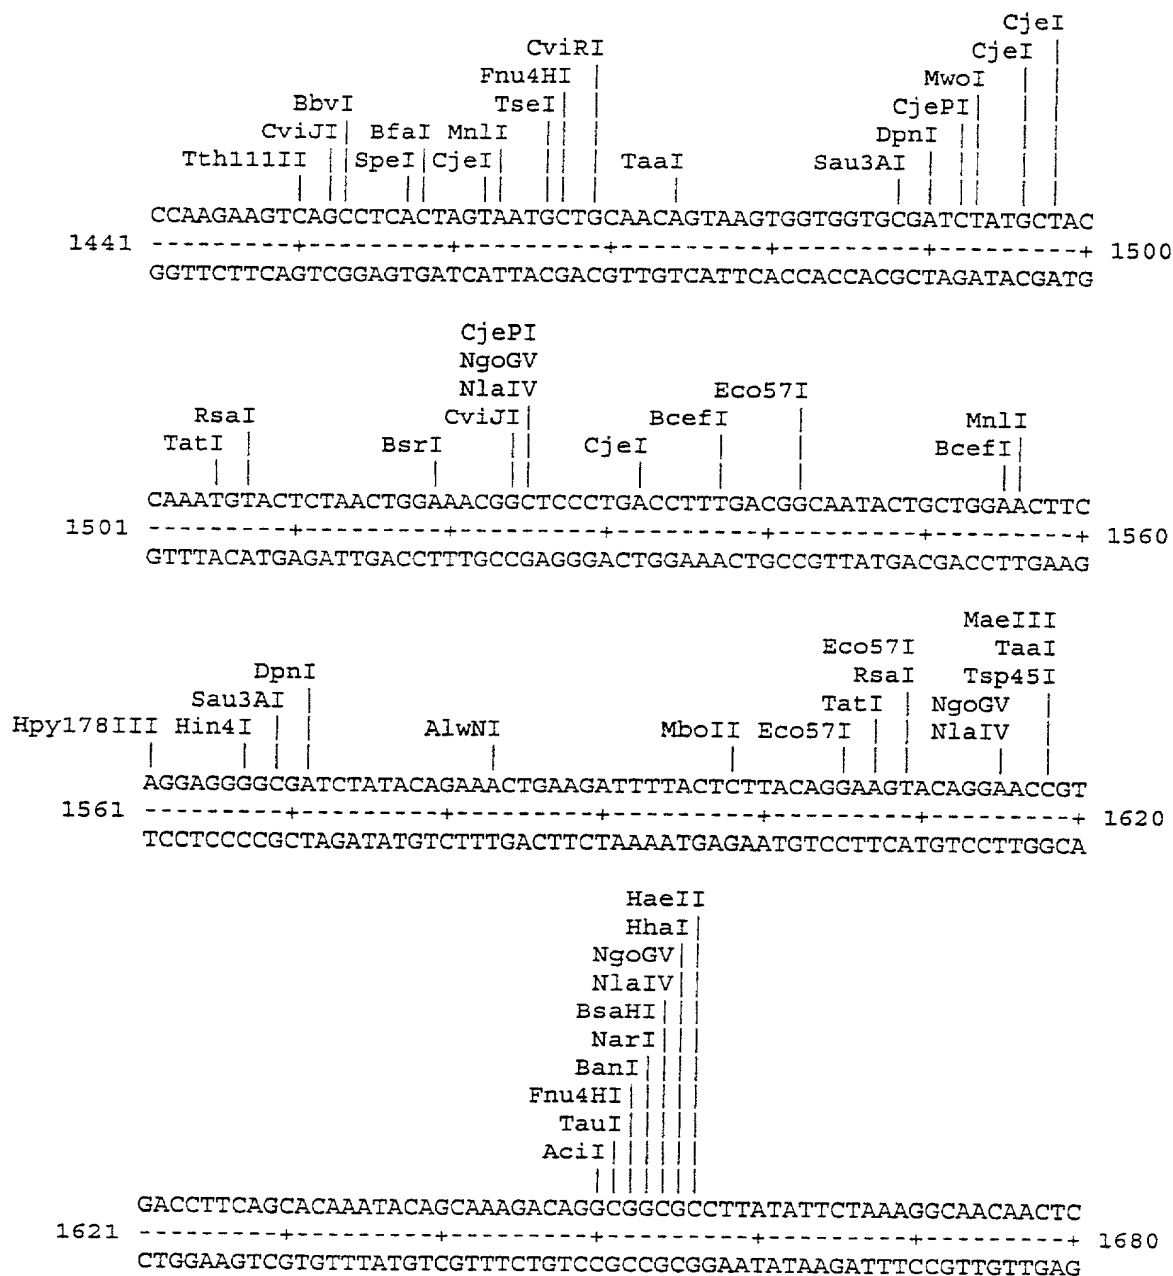 CjeI
CviRI CjeI
Fnu4HI MwoI
BbvI TseI CjePI
CviJI BfaI MnlI DpnI
Tth111II SpeI CjeI TaaI Sau3AI
CCAAGAAGTCAGCCTCACTAGTAATGCTGCAACAGTAAGTGGTGGTGCGATCTATGCTAC
1441 ---------+---------+---------+---------+---------+---------+ 1500
GGTTCTTCAGTCGGAGTGATCATTACGACGTTGTCATTCACCACCACGCTAGATACGATG
CjePI
NgoGV
NlaIV Eco57I
RsaI CviJI BcefI MnlI
TatI BsrI CjeI BcefI
CAAATGTACTCTAACTGGAAACGGCTCCCTGACCTTTGACGGCAATACTGCTGGAACTTC
1501 ---------+---------+---------+---------+---------+---------+ 1560
GTTTACATGAGATTGACCTTTGCCGAGGGACTGGAAACTGCCGTTATGACGACCTTGAAG
MaeIII
Eco57I TaaI
DpnI RsaI Tsp45I
Sau3AI TatI NgoGV
Hpy178III Hin4I AlwNI MboII Eco57I NlaIV
AGGAGGGGCGATCTATACAGAAACTGAAGATTTTACTCTTACAGGAAGTACAGGAACCGT
1561 ---------+---------+---------+---------+---------+---------+ 1620
TCCTCCCCGCTAGATATGTCTTTGACTTCTAAAATGAGAATGTCCTTCATGTCCTTGGCA
HaeII
HhaI
NgoGV
NlaIV
BsaHI
NarI
BanI
Fnu4HI
TauI
AciI
GACCTTCAGCACAAATACAGCAAAGACAGGCGGCGCCTTATATTCTAAAGGCAACAACTC
1621 ---------+---------+---------+---------+---------+---------+ 1680
CTGGAAGTCGTGTTTATGTCGTTTCTGTCCGCCGCGGAATATAAGATTTCCGTTGTTGAG